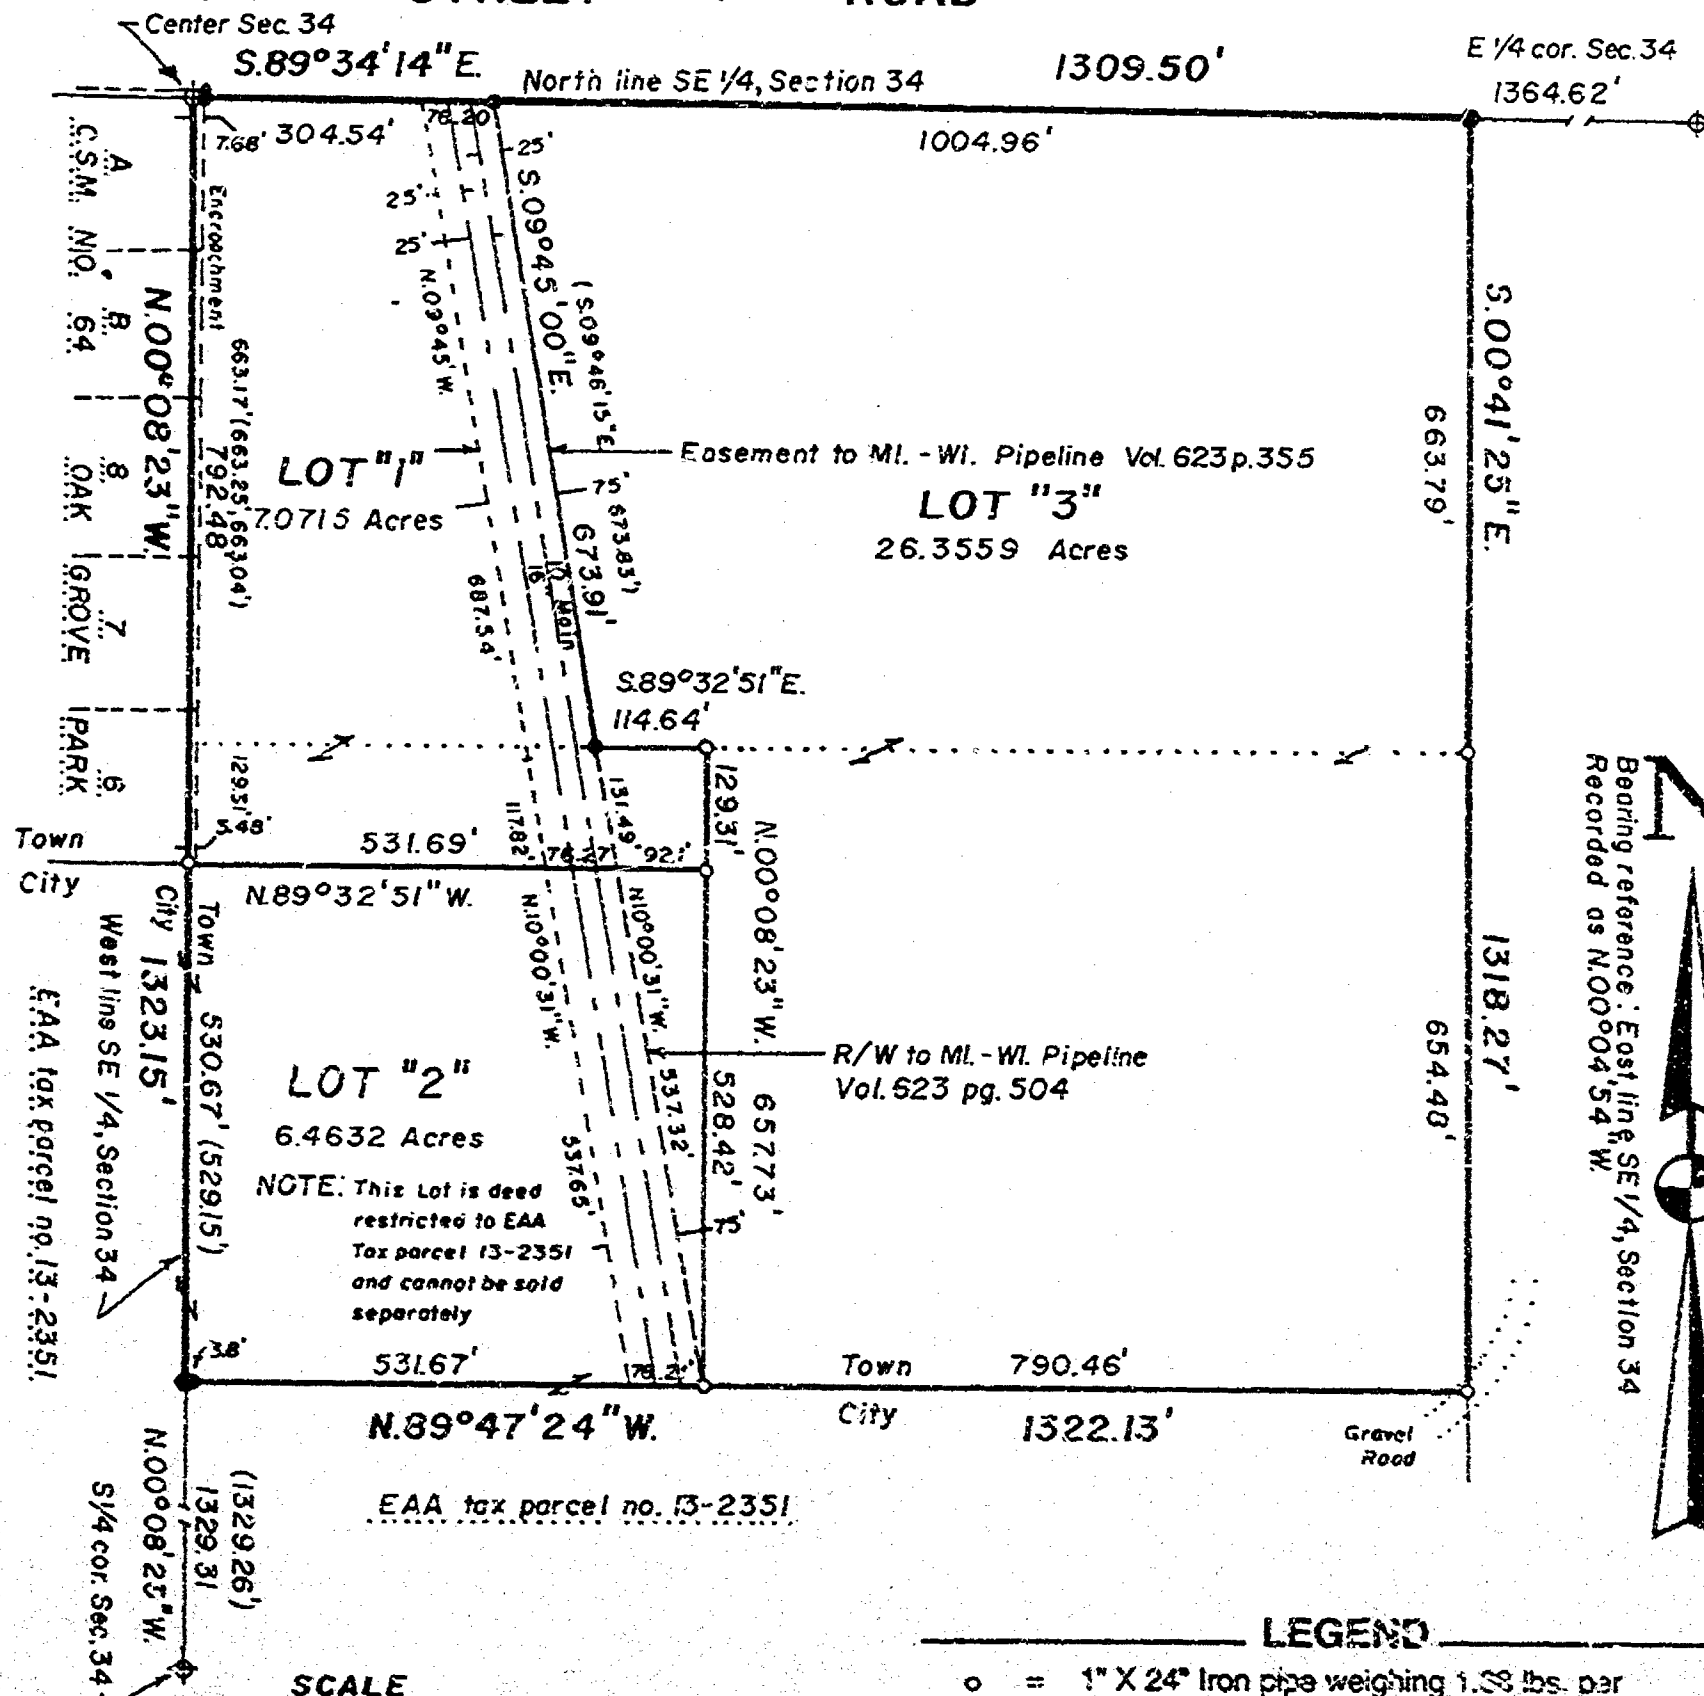 ROAD
Center Sec. 34
S.89°34'14"E.
North line SE 1/4, Section 34
1309.50'
E 1/4 cor. Sec. 34
1364.62'
7.68'
304.54'
76.20
1004.96'
25'
25'
25'
A
C.S.M. NO. 64
B
8
OAK GROVE PARK
7
6
Encroachment
N.00°08'23"W.
663.17' (663.25', 663.04')
792.48
N.09°45'W.
S.09°45'00"E.
(S.09°46'15"E.
673.83')
673.91'
75'
S.00°41'25"E.
663.79'
LOT "1"
7.0715 Acres
Easement to MI.-WI. Pipeline Vol. 623 p. 355
LOT "3"
26.3559 Acres
687.54'
16"
10" Main
S.89°32'51"E.
114.64'
129.51'
5.48'
117.82'
131.49'
129.31'
Town
City
531.69'
76.27'
92.1'
N.89°32'51"W.
Town
City
1323.15'
West line SE 1/4, Section 34
530.67' (529.15')
EAA tax parcel no. 13-2351
N.10°00'31"W.
N10°00'31"W.
N.00°08'23"W. 657.73'
528.42'
537.32'
537.65'
75'
R/W to MI.-WI. Pipeline
Vol. 623 pg. 504
1318.27'
654.48'
LOT "2"
6.4632 Acres
NOTE: This Lot is deed
restricted to EAA
Tax parcel 13-2351
and cannot be sold
separately
3.8'
531.67'
Town
City
790.46'
N.89°47'24"W.
1322.13'
Gravel
Road
EAA tax parcel no. 13-2351
(1329.26')
1329.31
N.00°08'23"W.
S1/4 cor. Sec. 34
Bearing reference: East line SE 1/4, Section 34
Recorded as N.00°04'54"W.
N
LEGEND
o = 1" X 24" Iron pipe weighing lbs. per
SCALE